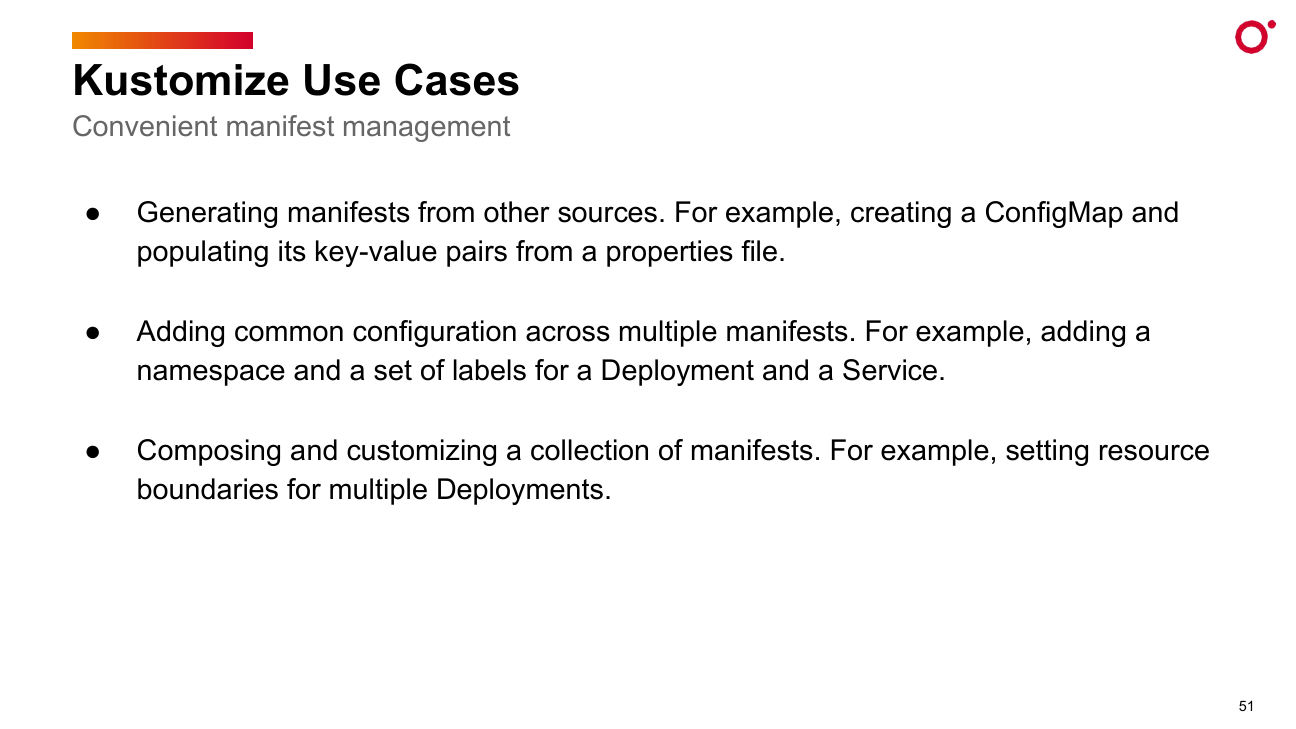 Kustomize Use Cases
Convenient manifest management
● Generating manifests from other sources. For example, creating a ConfigMap and
populating its key-value pairs from a properties file.
● Adding common configuration across multiple manifests. For example, adding a
namespace and a set of labels for a Deployment and a Service.
● Composing and customizing a collection of manifests. For example, setting resource
boundaries for multiple Deployments.
51